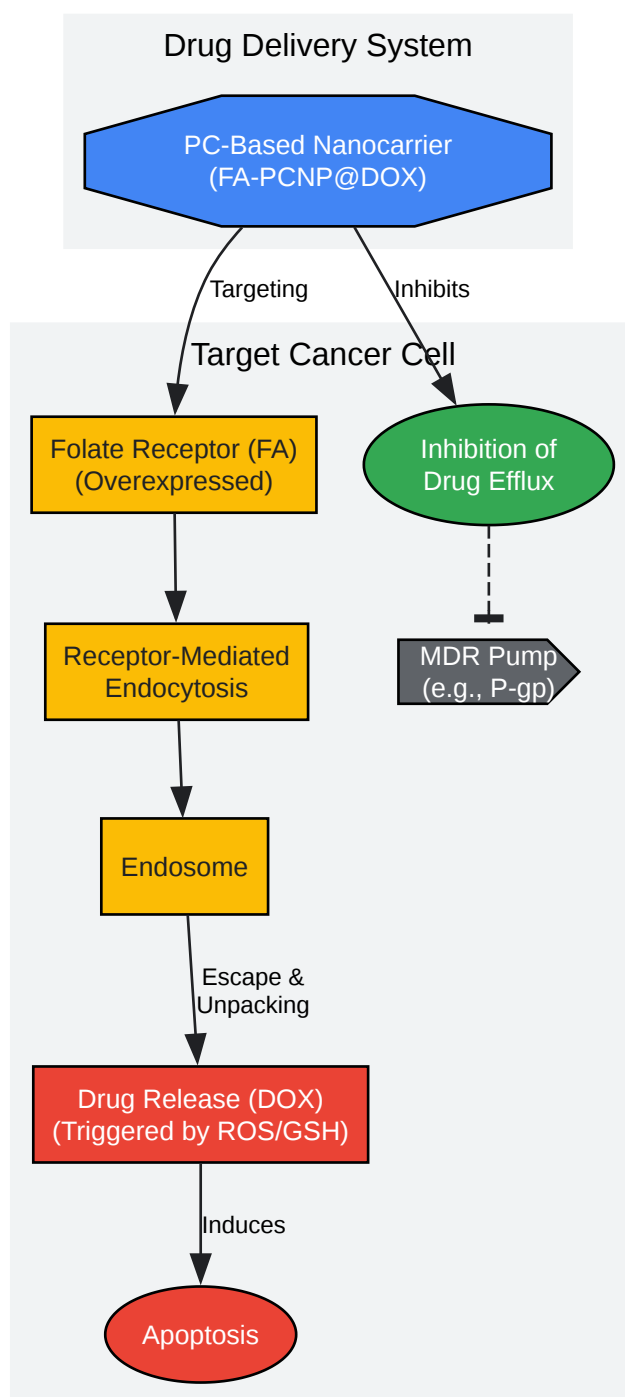 Drug Delivery System
PC-Based Nanocarrier
(FA-PCNP@DOX)
Targeting
Inhibits
Target Cancer Cell
Folate Receptor (FA)
(Overexpressed)
Inhibition of
Drug Efflux
Receptor-Mediated
Endocytosis
MDR Pump
(e.g., P-gp)
Endosome
Escape &
Unpacking
Drug Release (DOX)
(Triggered by ROS/GSH)
Induces
Apoptosis